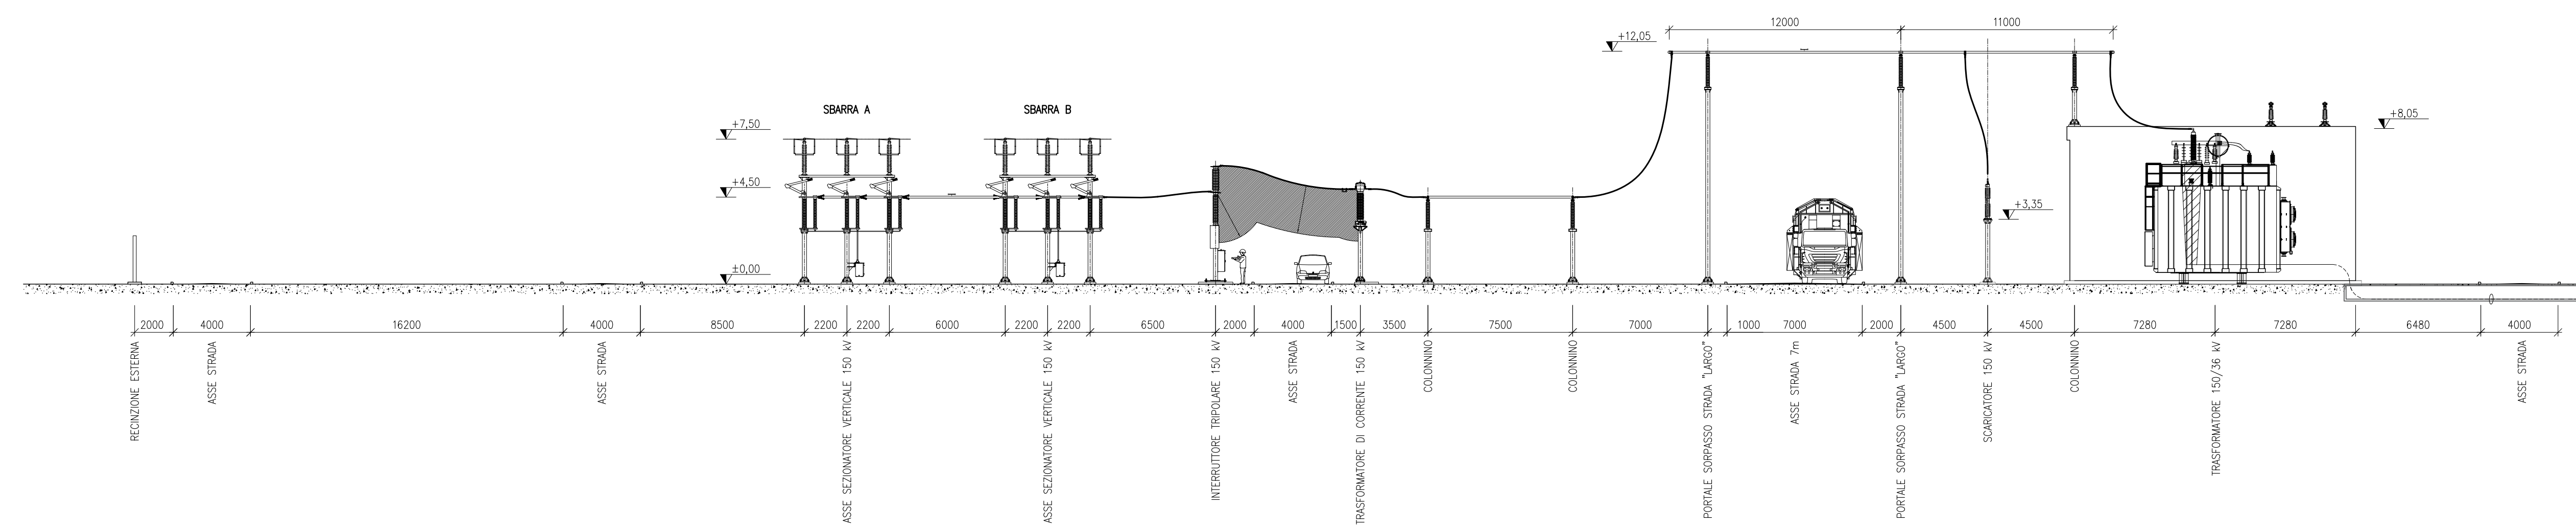 12000
11000
+12,05
SBARRA A
SBARRA B
+7,50
+8,05
+4,50
+3,35
±0,00
2000
4000
16200
4000
8500
2200
2200
6000
2200
2200
6500
2000
4000
1500
3500
7500
7000
1000
7000
2000
4500
4500
7280
7280
6480
4000
RECINZIONE ESTERNA
ASSE STRADA
ASSE STRADA
ASSE SEZIONATORE VERTICALE 150 kV
ASSE SEZIONATORE VERTICALE 150 kV
INTERRUTTORE TRIPOLARE 150 kV
ASSE STRADA
TRASFORMATORE DI CORRENTE 150 kV
COLONNINO
COLONNINO
PORTALE SORPASSO STRADA "LARGO"
ASSE STRADA 7m
PORTALE SORPASSO STRADA "LARGO"
SCARICATORE 150 kV
COLONNINO
TRASFORMATORE 150/36 kV
ASSE STRADA